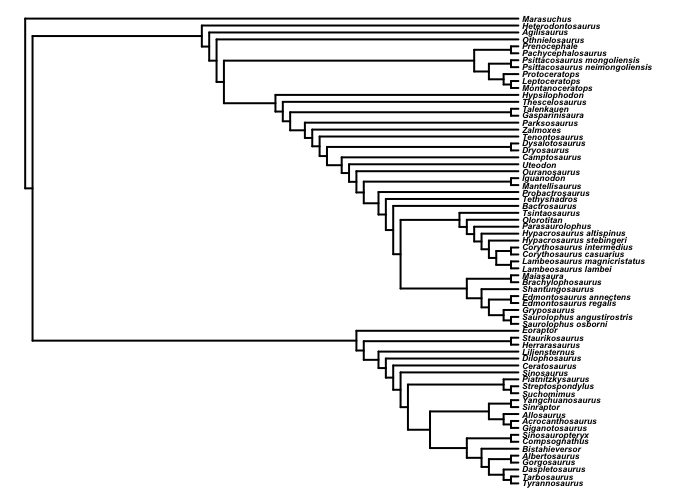 Marasuchus
Heterodontosaurus
Agilisaurus
Othnielosaurus
Prenocephale
Pachycephalosaurus
Psittacosaurus mongoliensis
Psittacosaurus neimongoliensis
Protoceratops
Leptoceratops
Montanoceratops
Hypsilophodon
Thescelosaurus
Talenkauen
Gasparinisaura
Parksosaurus
Zalmoxes
Tenontosaurus
Dysalotosaurus
Dryosaurus
Camptosaurus
Uteodon
Ouranosaurus
Iguanodon
Mantellisaurus
Probactrosaurus
Tethyshadros
Bactrosaurus
Tsintaosaurus
Olorotitan
Parasaurolophus
Hypacrosaurus altispinus
Hypacrosaurus stebingeri
Corythosaurus intermedius
Corythosaurus casuarius
Lambeosaurus magnicristatus
Lambeosaurus lambei
Maiasaura
Brachylophosaurus
Shantungosaurus
Edmontosaurus annectens
Edmontosaurus regalis
Gryposaurus
Saurolophus angustirostris
Saurolophus osborni
Eoraptor
Staurikosaurus
Herrarasaurus
Liliensternus
Dilophosaurus
Ceratosaurus
Sinosaurus
Piatnitzkysaurus
Streptospondylus
Suchomimus
Yangchuanosaurus
Sinraptor
Allosaurus
Acrocanthosaurus
Giganotosaurus
Sinosauropteryx
Compsognathus
Bistahieversor
Albertosaurus
Gorgosaurus
Daspletosaurus
Tarbosaurus
Tyrannosaurus